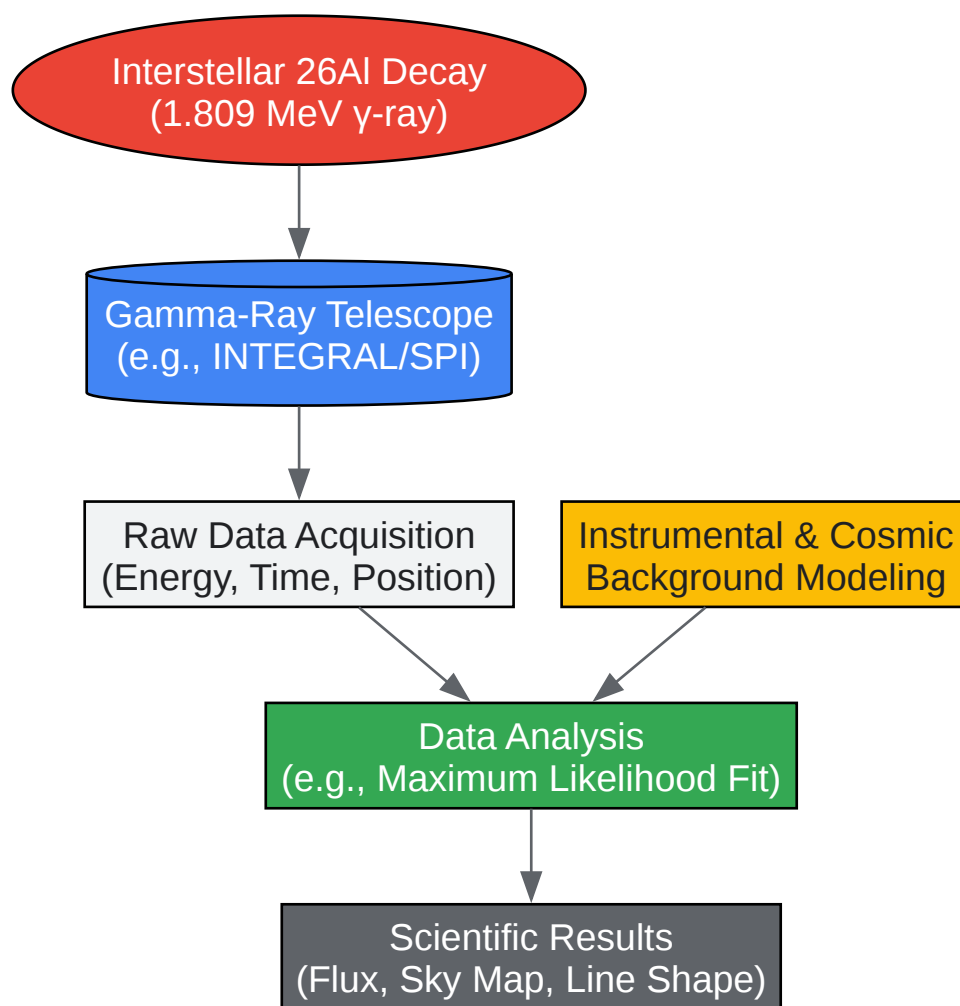 Interstellar 26Al Decay
(1.809 MeV γ-ray)
Gamma-Ray Telescope
(e.g., INTEGRAL/SPI)
Raw Data Acquisition
(Energy, Time, Position)
Instrumental & Cosmic
Background Modeling
Data Analysis
(e.g., Maximum Likelihood Fit)
Scientific Results
(Flux, Sky Map, Line Shape)